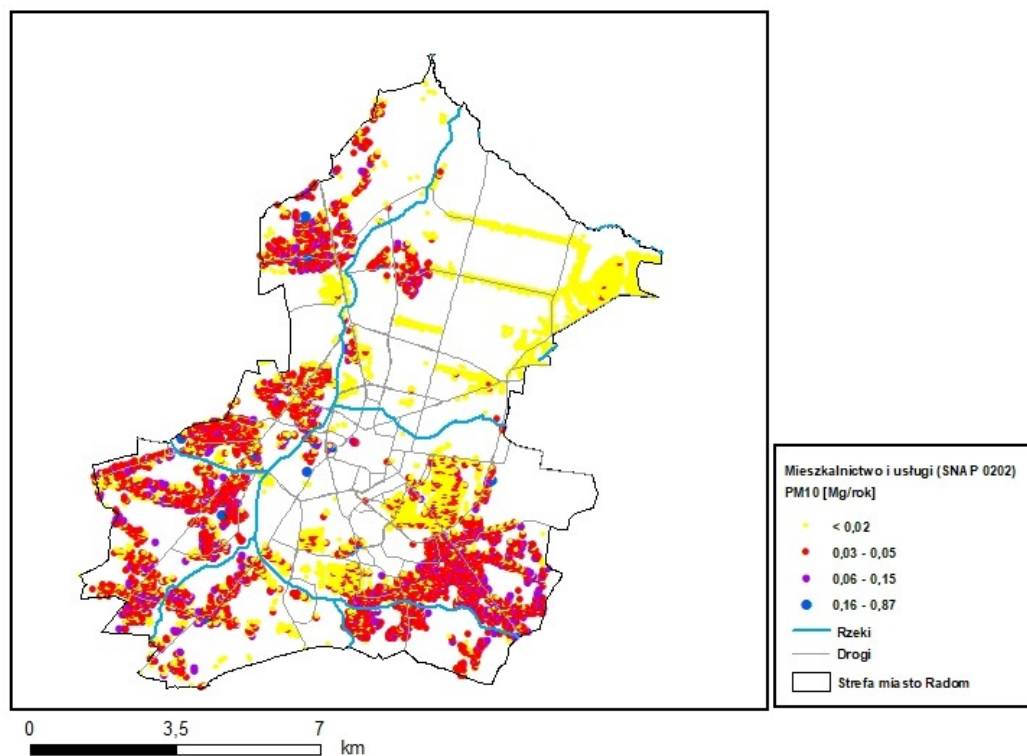 Mieszkalnictwo i usługi (SNAP 0202)
PM10 [Mg/rok]
< 0,02
0,03 - 0,05
0,06 - 0,15
0,16 - 0,87
Rzeki
Drogi
Strefa miasto Radom
0 3,5 7
km